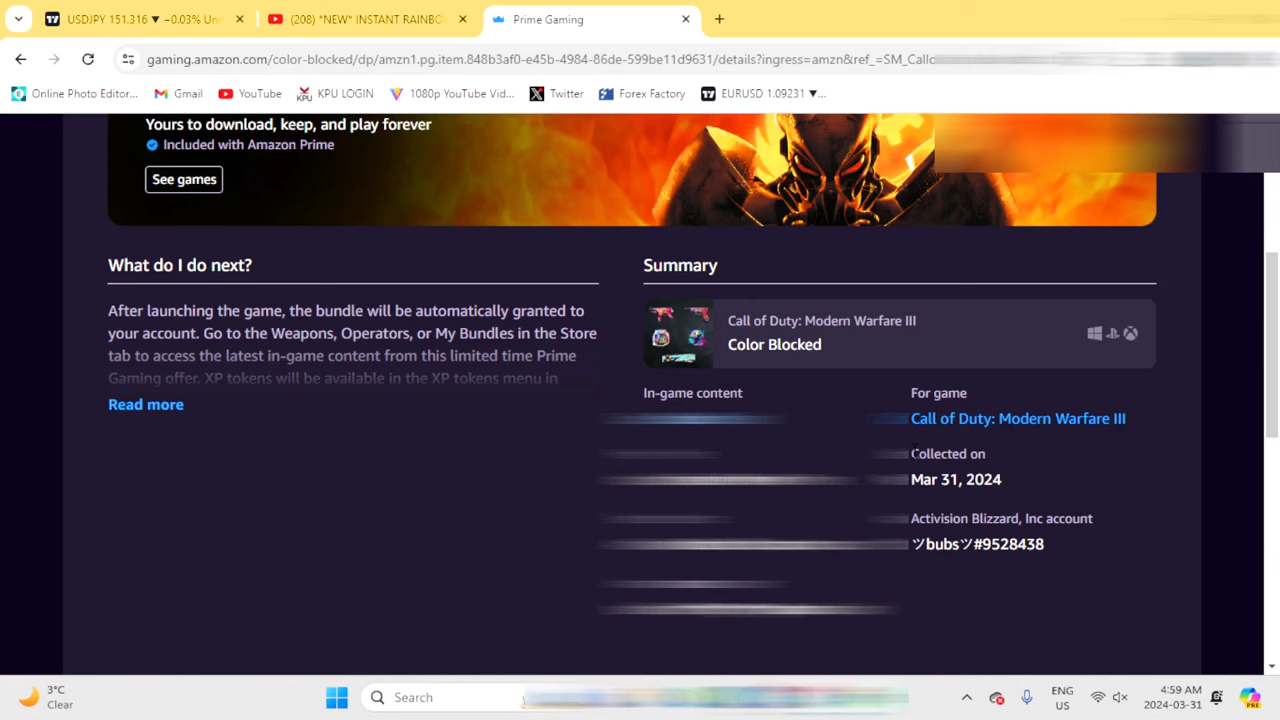 USDJPY 151.316 ▼ −0.03% Un
(208) *NEW* INSTANT RAINBO
Prime Gaming
gaming.amazon.com/color-blocked/dp/amzn1.pg.item.848b3af0-e45b-4984-86de-599be11d9631/details?ingress=amzn&ref_=SM_Callo
Online Photo Editor...
Gmail
YouTube
KPU LOGIN
1080p YouTube Vid...
Twitter
Forex Factory
EURUSD 1.09231 ▼...
Yours to download, keep, and play forever
Included with Amazon Prime
See games
What do I do next?
After launching the game, the bundle will be automatically granted to
your account. Go to the Weapons, Operators, or My Bundles in the Store
tab to access the latest in-game content from this limited time Prime
Gaming offer. XP tokens will be available in the XP tokens menu in
Read more
Summary
Call of Duty: Modern Warfare III
Color Blocked
In-game content
For game
Call of Duty: Modern Warfare III
Collected on
Mar 31, 2024
Activision Blizzard, Inc account
ツbubsツ#9528438
3°C
Clear
Search
ENG
US
4:59 AM
2024-03-31
PRE